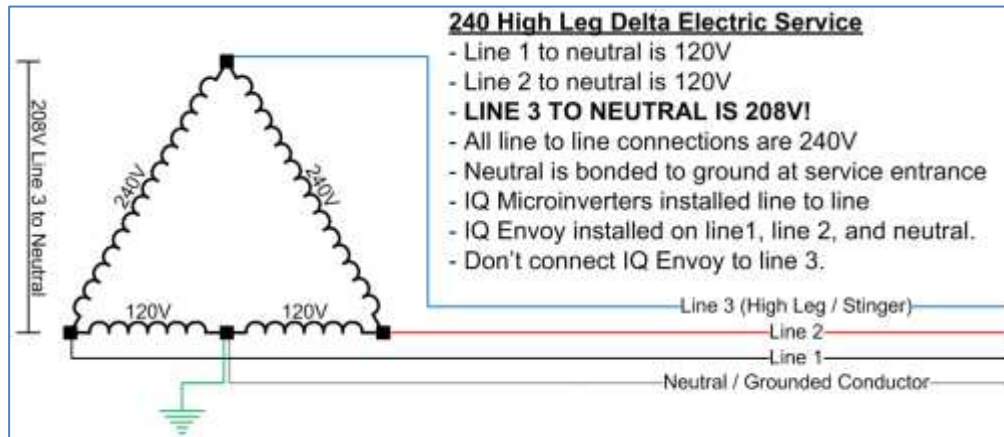 240 High Leg Delta Electric Service
- Line 1 to neutral is 120V
- Line 2 to neutral is 120V
- LINE 3 TO NEUTRAL IS 208V!
- All line to line connections are 240V
- Neutral is bonded to ground at service entrance
- IQ Microinverters installed line to line
- IQ Envoy installed on line1, line 2, and neutral.
- Don't connect IQ Envoy to line 3.
208V Line 3 to Neutral
240V
240V
120V
120V
Line 3 (High Leg / Stinger)
Line 2
Line 1
Neutral / Grounded Conductor